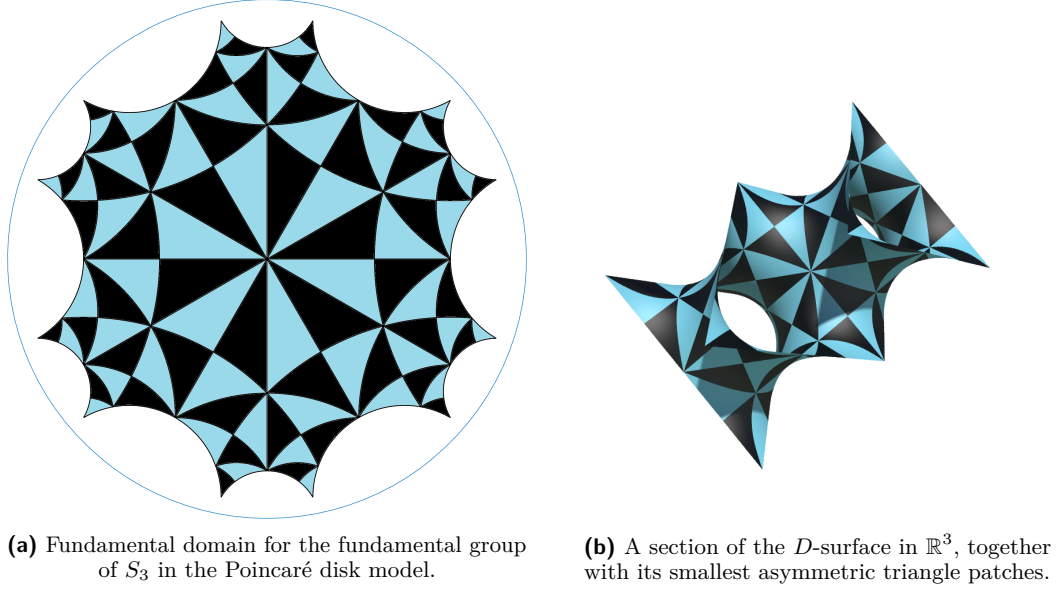 (a) Fundamental domain for the fundamental group
of S₃ in the Poincaré disk model.
(b) A section of the D-surface in ℝ³, together
with its smallest asymmetric triangle patches.